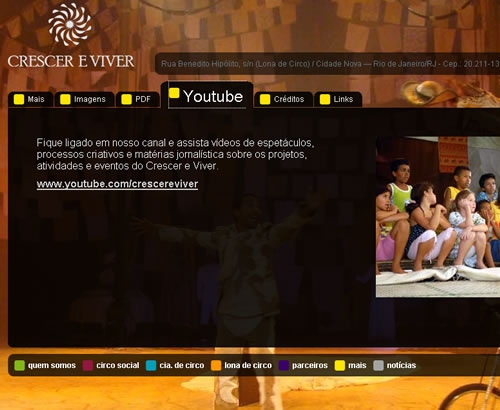 CRESCER E VIVER
Rua Benedito Hipólito, s/n (Lona de Circo) / Cidade Nova — Rio de Janeiro/RJ - Cep.: 20.211-13
Mais Imagens PDF Youtube Créditos Links
Fique ligado em nosso canal e assista vídeos de espetáculos,
processos criativos e matérias jornalística sobre os projetos,
atividades e eventos do Crescer e Viver.
www.youtube.com/crescereviver
quem somos circo social cia. de circo lona de circo parceiros mais notícias